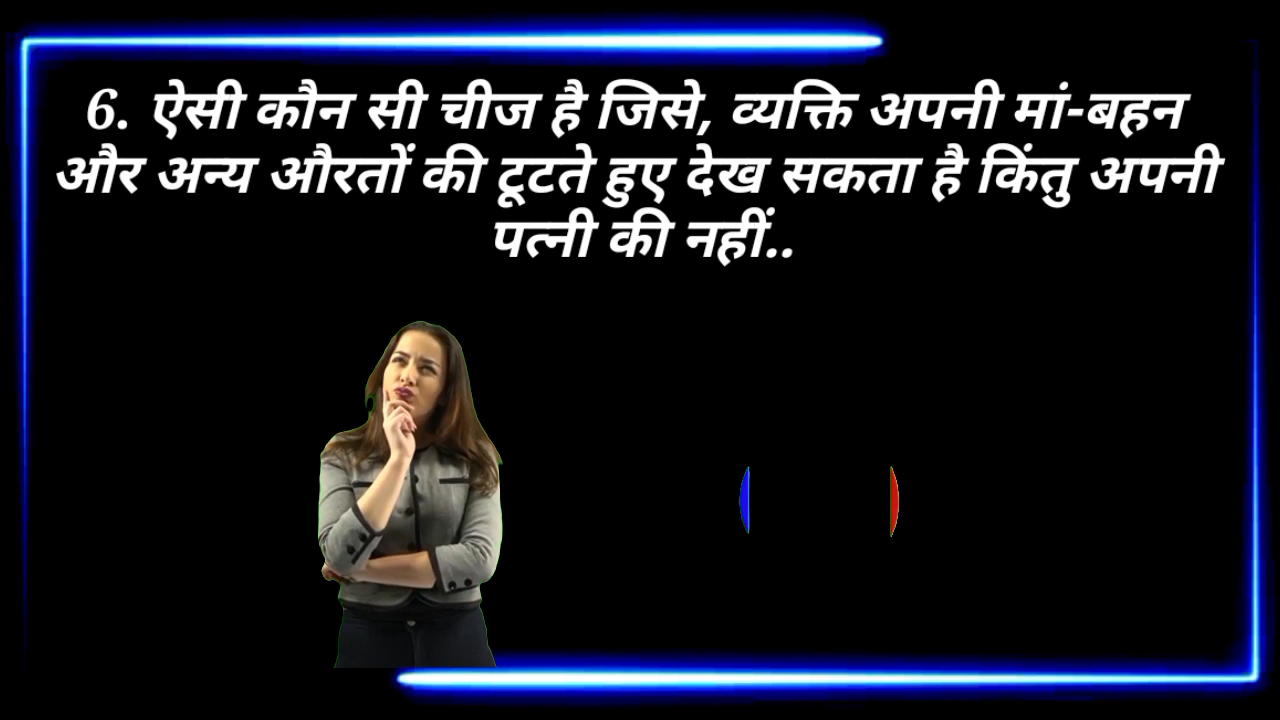 6. ऐसी कौन सी चीज है जिसे, व्यक्ति अपनी मां-बहन
और अन्य औरतों की टूटते हुए देख सकता है किंतु अपनी
पत्नी की नहीं..